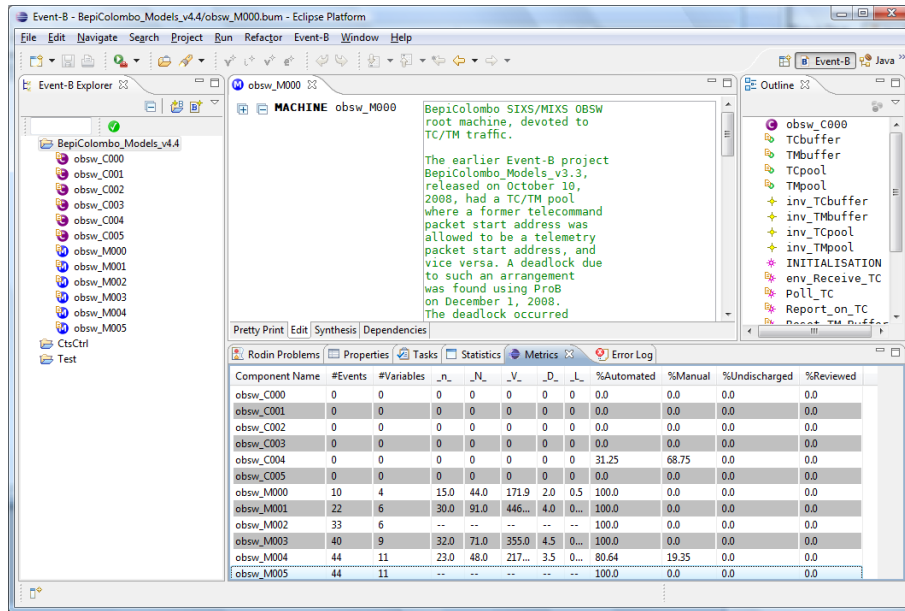 Event-B - BepiColombo_Models_v4.4/obsw_M000.bum - Eclipse Platform
File Edit Navigate Search Project Run Refactor Event-B Window Help
Event-B Java
Event-B Explorer
BepiColombo_Models_v4.4
obsw_C000
obsw_C001
obsw_C002
obsw_C003
obsw_C004
obsw_C005
obsw_M000
obsw_M001
obsw_M002
obsw_M003
obsw_M004
obsw_M005
CtsCtrl
Test
obsw_M000
MACHINE obsw_M000
BepiColombo SIXS/MIXS OBSW
root machine, devoted to
TC/TM traffic.
The earlier Event-B project
BepiColombo_Models_v3.3,
released on October 10,
2008, had a TC/TM pool
where a former telecommand
packet start address was
allowed to be a telemetry
packet start address, and
vice versa. A deadlock due
to such an arrangement
was found using ProB
on December 1, 2008.
The deadlock occurred
Pretty Print Edit Synthesis Dependencies
Outline
obsw_C000
TCbuffer
TMbuffer
TCpool
TMpool
inv_TCbuffer
inv_TMbuffer
inv_TCpool
inv_TMpool
INITIALISATION
env_Receive_TC
Poll_TC
Report_on_TC
Reset_TM_Buffer
Rodin Problems Properties Tasks Statistics Metrics Error Log
Component Name #Events #Variables _n_ _N_ _V_ _D_ _L_ %Automated %Manual %Undischarged %Reviewed
obsw_C000 0 0 0 0 0 0 0 0.0 0.0 0.0 0.0
obsw_C001 0 0 0 0 0 0 0 0.0 0.0 0.0 0.0
obsw_C002 0 0 0 0 0 0 0 0.0 0.0 0.0 0.0
obsw_C003 0 0 0 0 0 0 0 0.0 0.0 0.0 0.0
obsw_C004 0 0 0 0 0 0 0 31.25 68.75 0.0 0.0
obsw_C005 0 0 0 0 0 0 0 0.0 0.0 0.0 0.0
obsw_M000 10 4 15.0 44.0 171.9 2.0 0.5 100.0 0.0 0.0 0.0
obsw_M001 22 6 30.0 91.0 446... 4.0 0... 100.0 0.0 0.0 0.0
obsw_M002 33 6 -- -- -- -- -- 100.0 0.0 0.0 0.0
obsw_M003 40 9 32.0 71.0 355.0 4.5 0... 100.0 0.0 0.0 0.0
obsw_M004 44 11 23.0 48.0 217... 3.5 0... 80.64 19.35 0.0 0.0
obsw_M005 44 11 -- -- -- -- -- 100.0 0.0 0.0 0.0